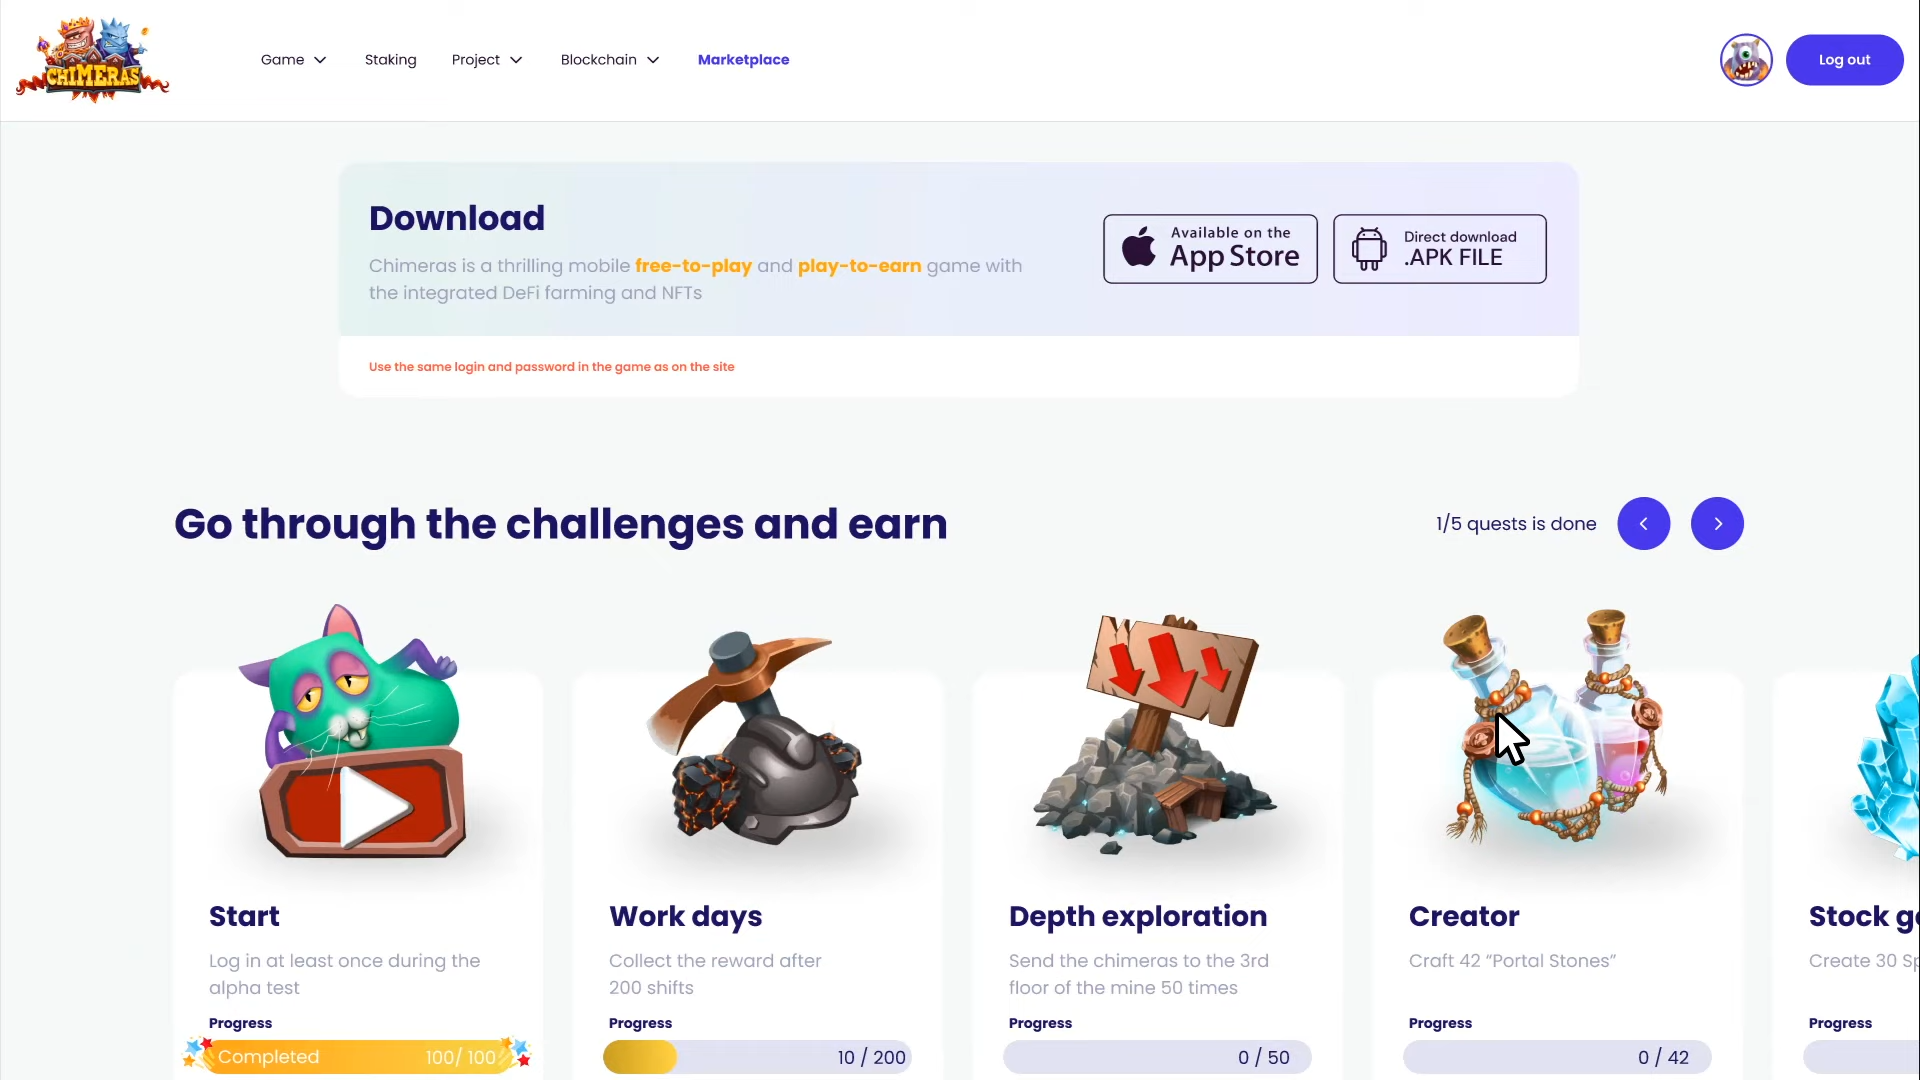 CHIMERAS
Game
Staking
Project
Blockchain
Marketplace
Log out
Download
Chimeras is a thrilling mobile free-to-play and play-to-earn game with
the integrated DeFi farming and NFTs
Available on the
App Store
Direct download
.APK FILE
Use the same login and password in the game as on the site
Go through the challenges and earn
1/5 quests is done
Start
Log in at least once during the
alpha test
Progress
Completed 100/ 100
Work days
Collect the reward after
200 shifts
Progress
10 / 200
Depth exploration
Send the chimeras to the 3rd
floor of the mine 50 times
Progress
0 / 50
Creator
Craft 42 “Portal Stones”
Progress
0 / 42
Stock
Create 30
Progress